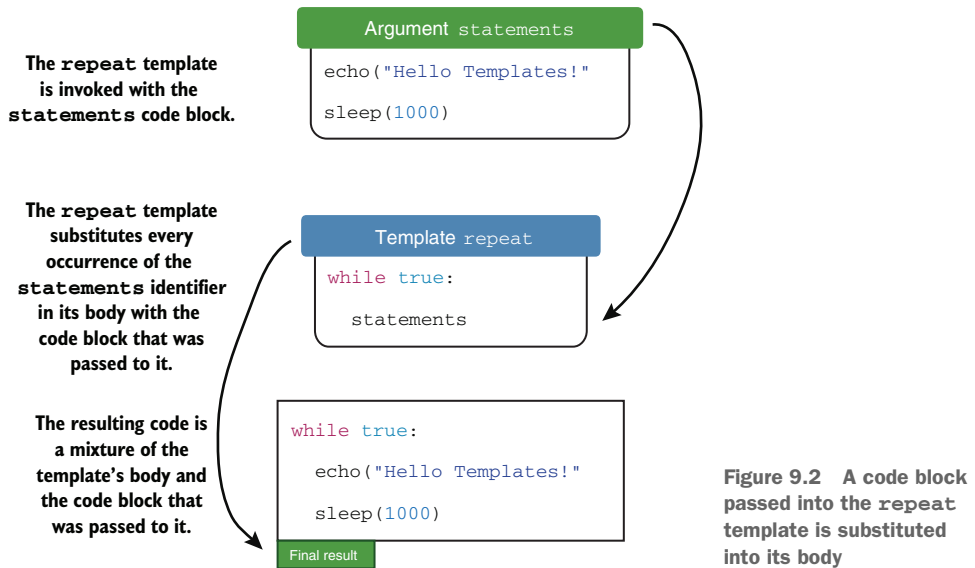 Argument statements
The repeat template
is invoked with the
statements code block.
echo("Hello Templates!"
sleep(1000)
The repeat template
substitutes every
occurrence of the
statements identifier
in its body with the
code block that was
passed to it.
Template repeat
while true:
statements
The resulting code is
a mixture of the
template's body and
the code block that
was passed to it.
while true:
echo("Hello Templates!"
sleep(1000)
Final result
Figure 9.2 A code block
passed into the repeat
template is substituted
into its body